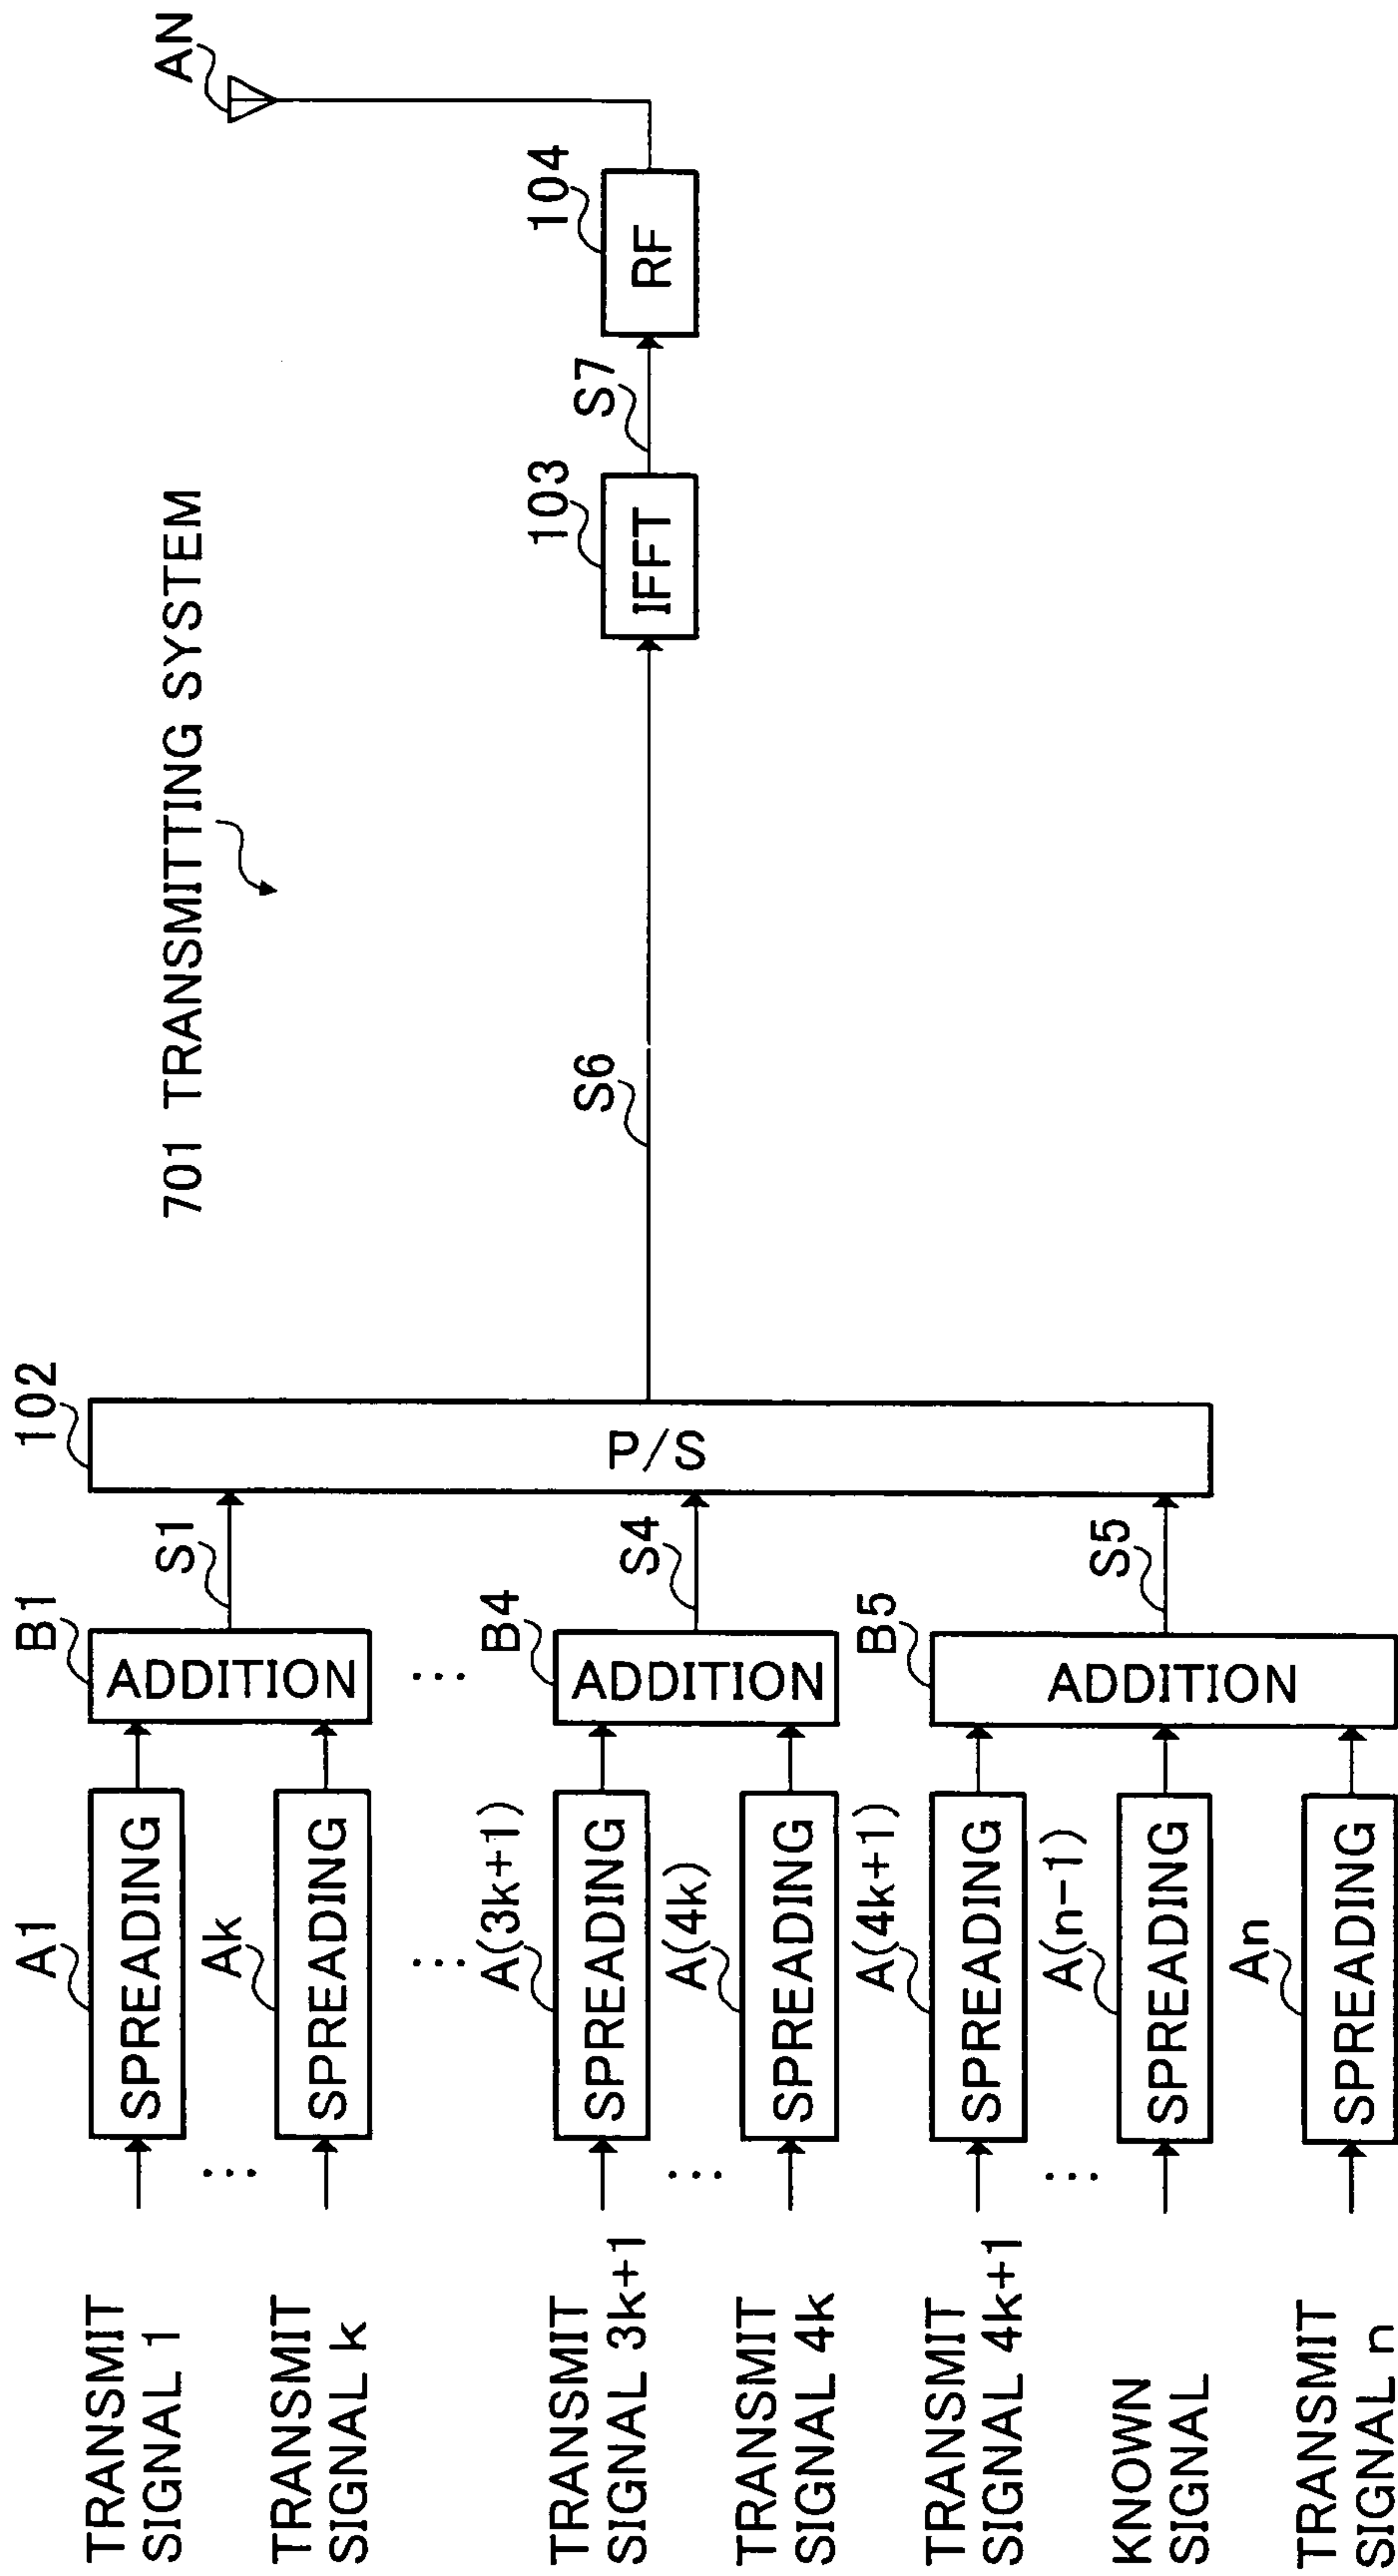 701 TRANSMITTING SYSTEM
TRANSMIT
SIGNAL 1
A1
SPREADING
B1
ADDITION
S1
...
TRANSMIT
SIGNAL k
Ak
SPREADING
...
...
TRANSMIT
SIGNAL 3k+1
A(3k+1)
SPREADING
B4
ADDITION
S4
...
TRANSMIT
SIGNAL 4k
A(4k)
SPREADING
TRANSMIT
SIGNAL 4k+1
A(4k+1)
SPREADING
B5
ADDITION
S5
...
KNOWN
SIGNAL
A(n-1)
SPREADING
TRANSMIT
SIGNAL n
An
SPREADING
102
P/S
S6
103
IFFT
S7
104
RF
AN